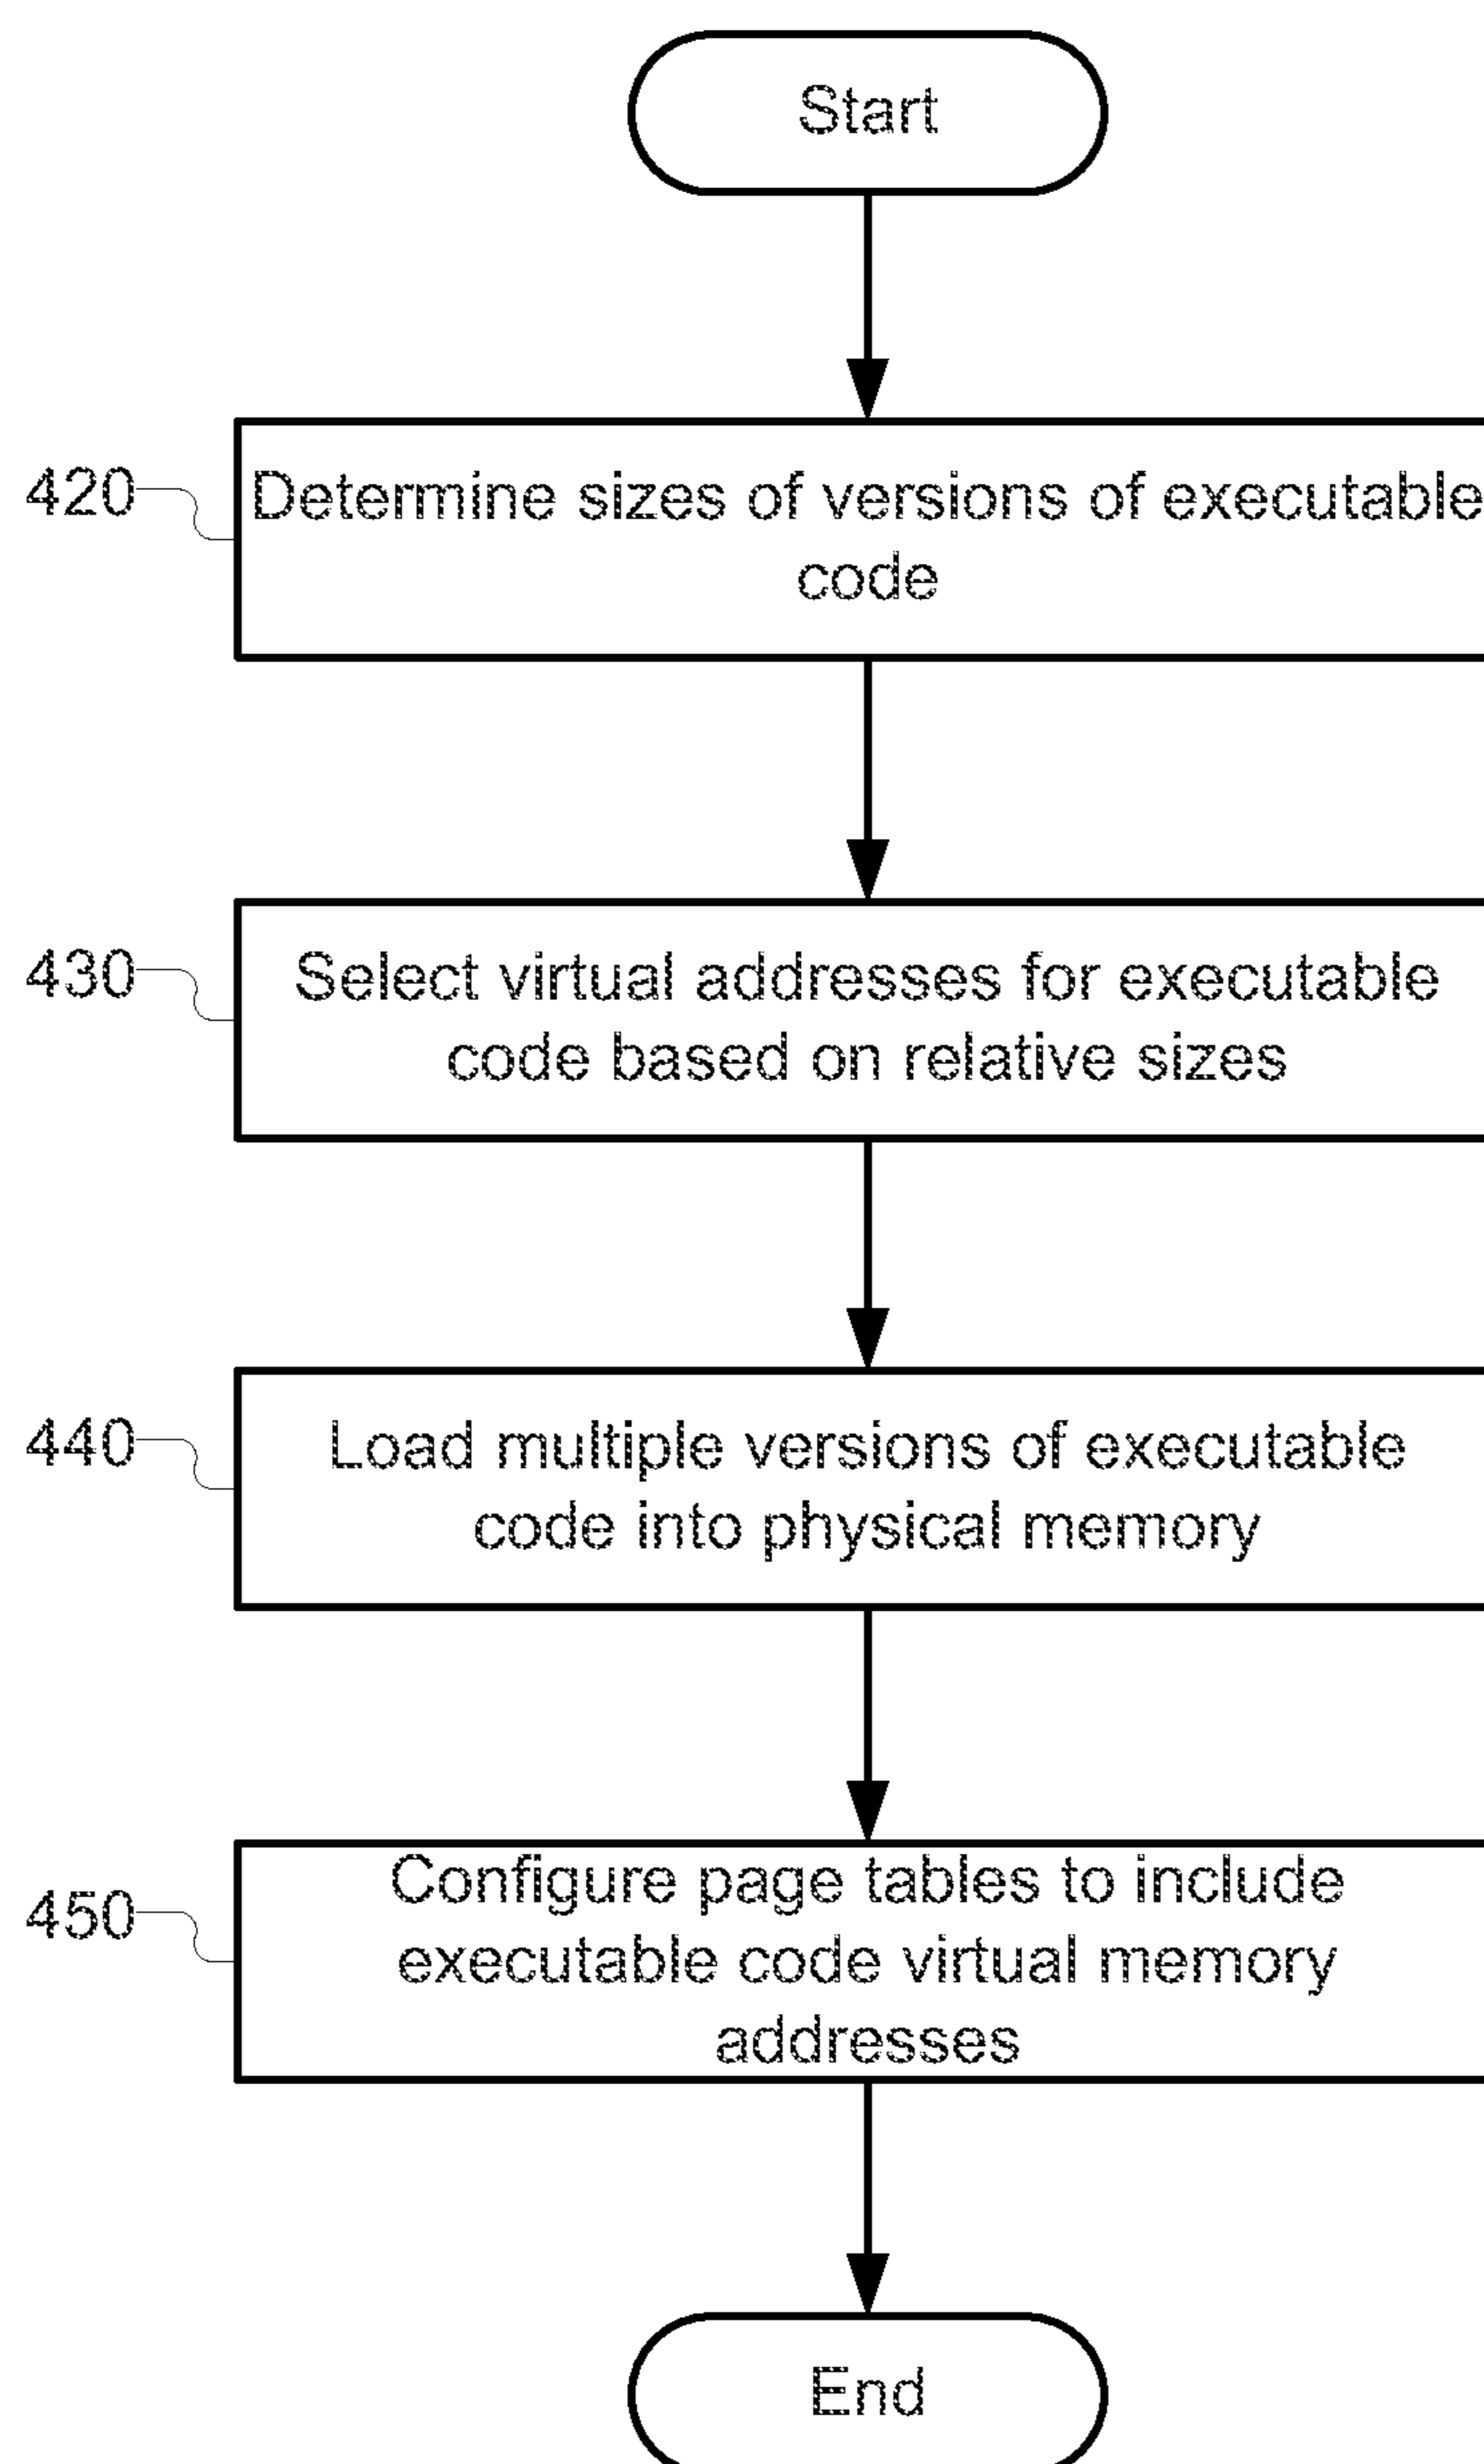 Start
420
Determine sizes of versions of executable
code
430
Select virtual addresses for executable
code based on relative sizes
440
Load multiple versions of executable
code into physical memory
450
Configure page tables to include
executable code virtual memory
addresses
End